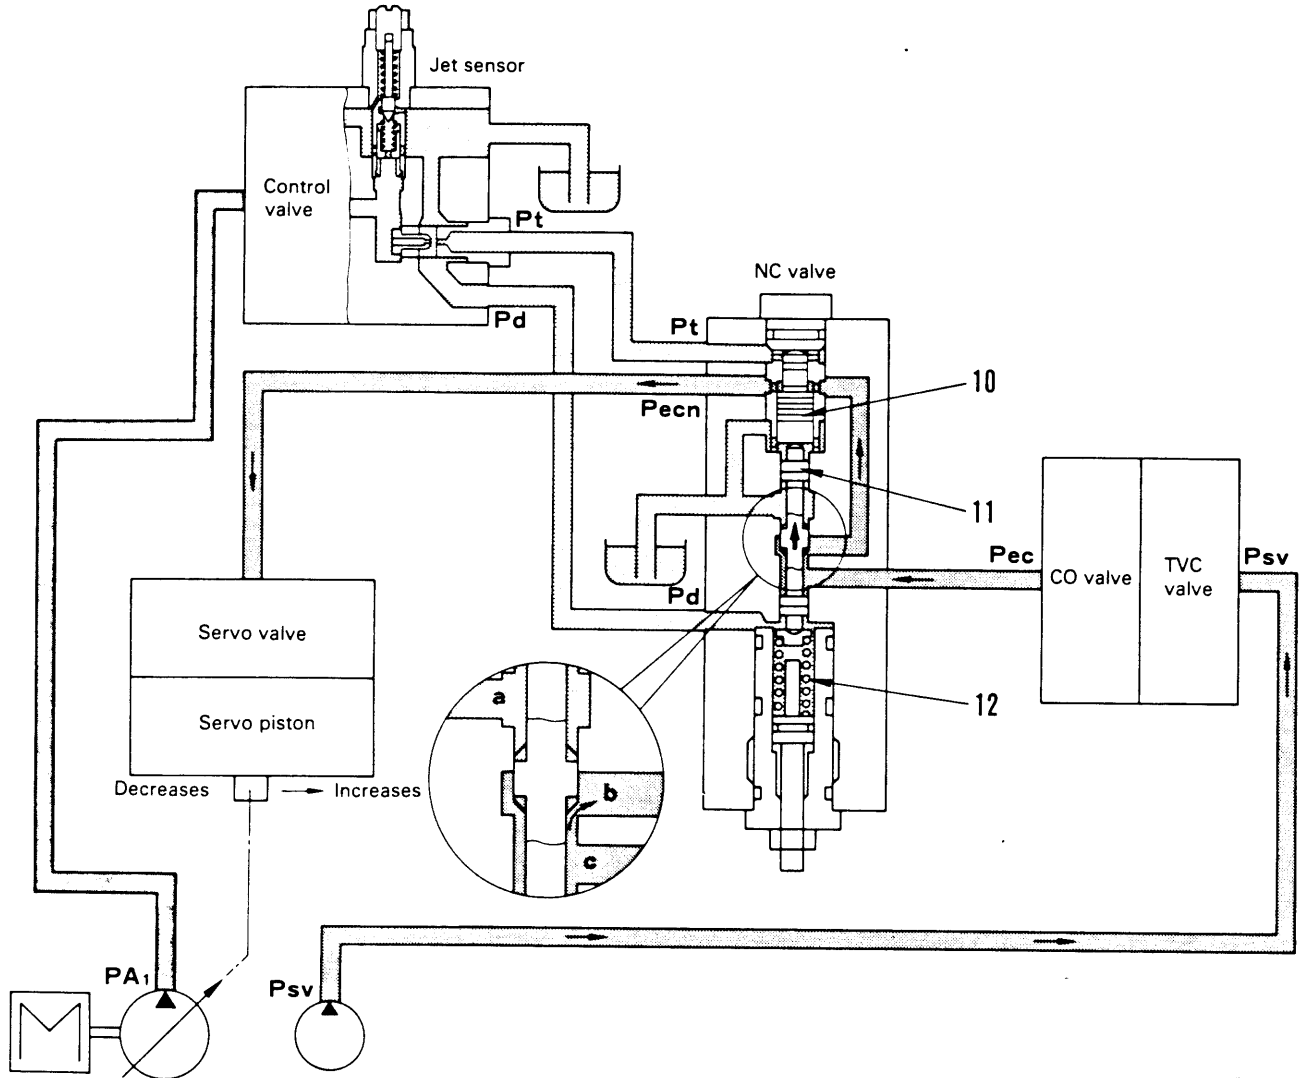 Jet sensor
Control
valve
Pt
NC valve
Pd
Pt
10
Pecn
11
Pec
Psv
CO valve
TVC
valve
Pd
Servo valve
a
12
Servo piston
Decreases
Increases
b
c
PA1
Psv